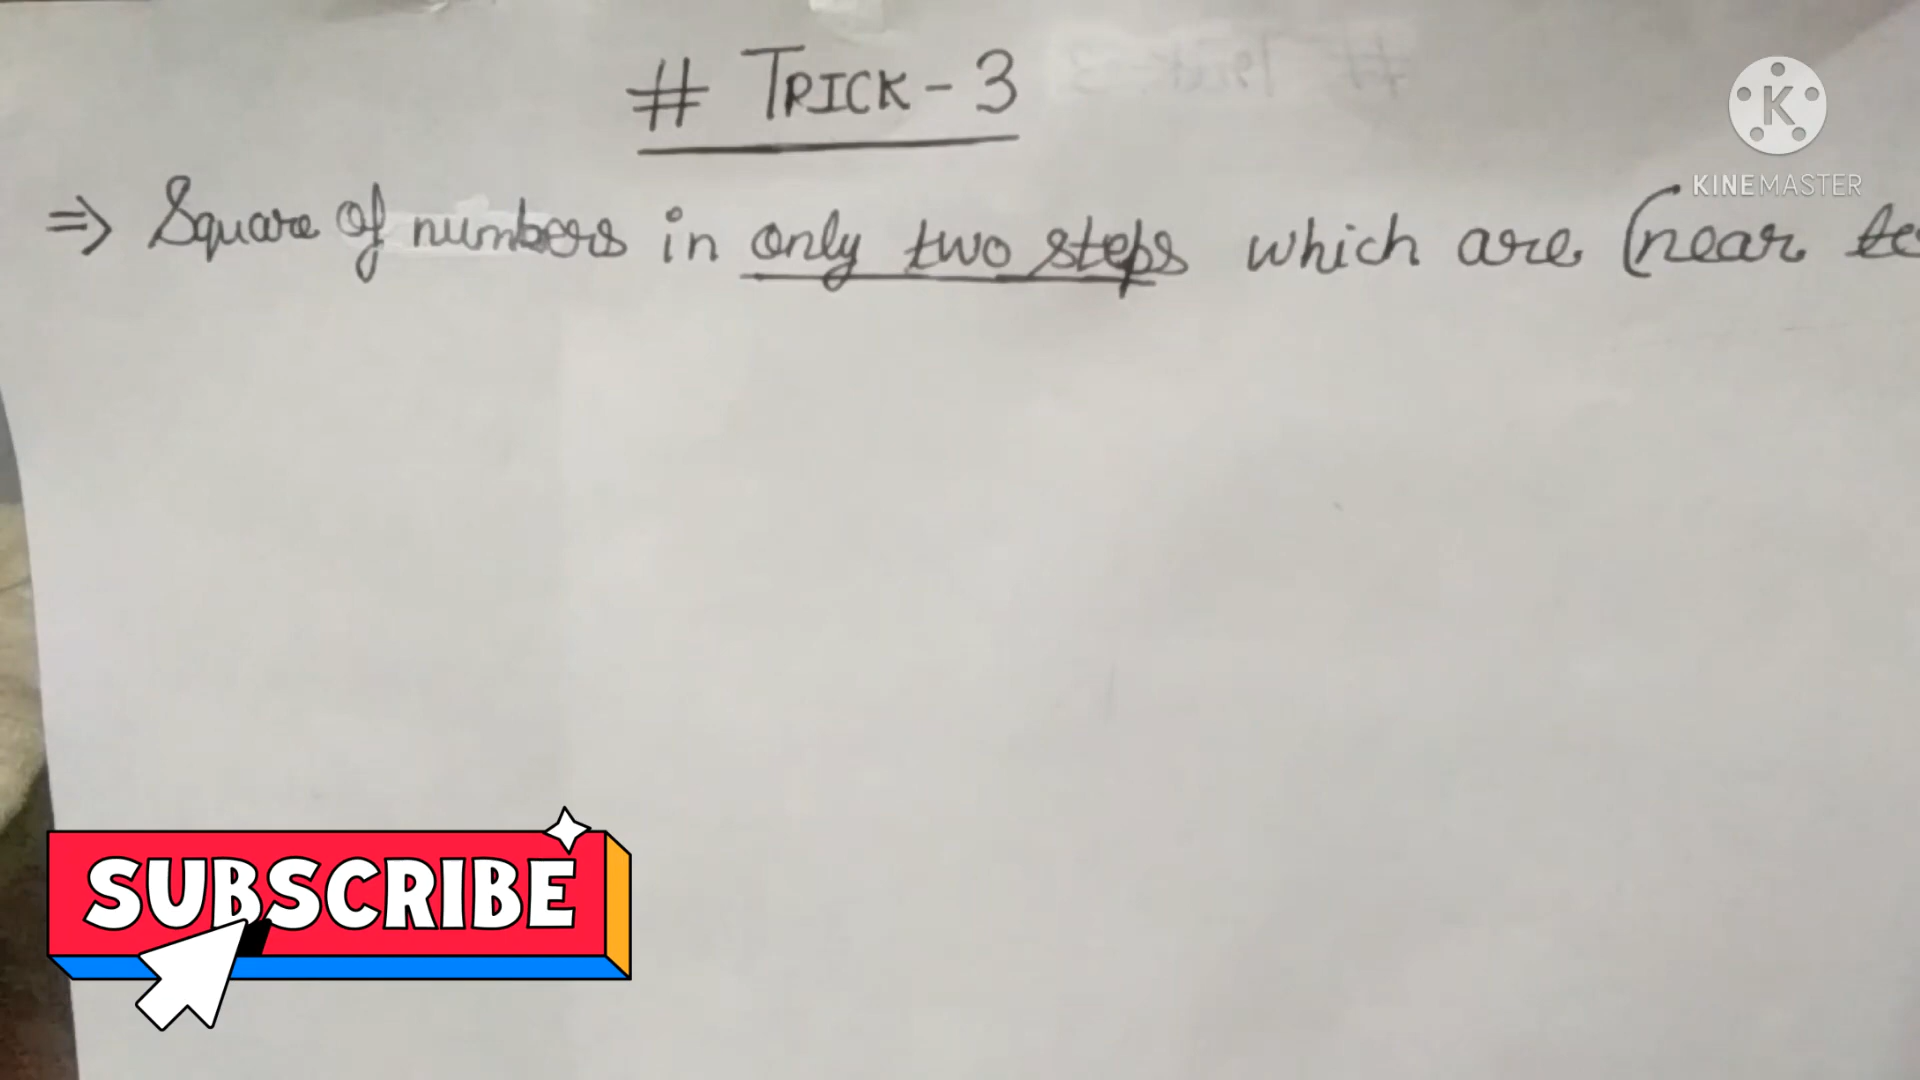 # TRICK - 3
K
KINEMASTER
=> Square of numbers in only two steps which are (near
SUBSCRIBE